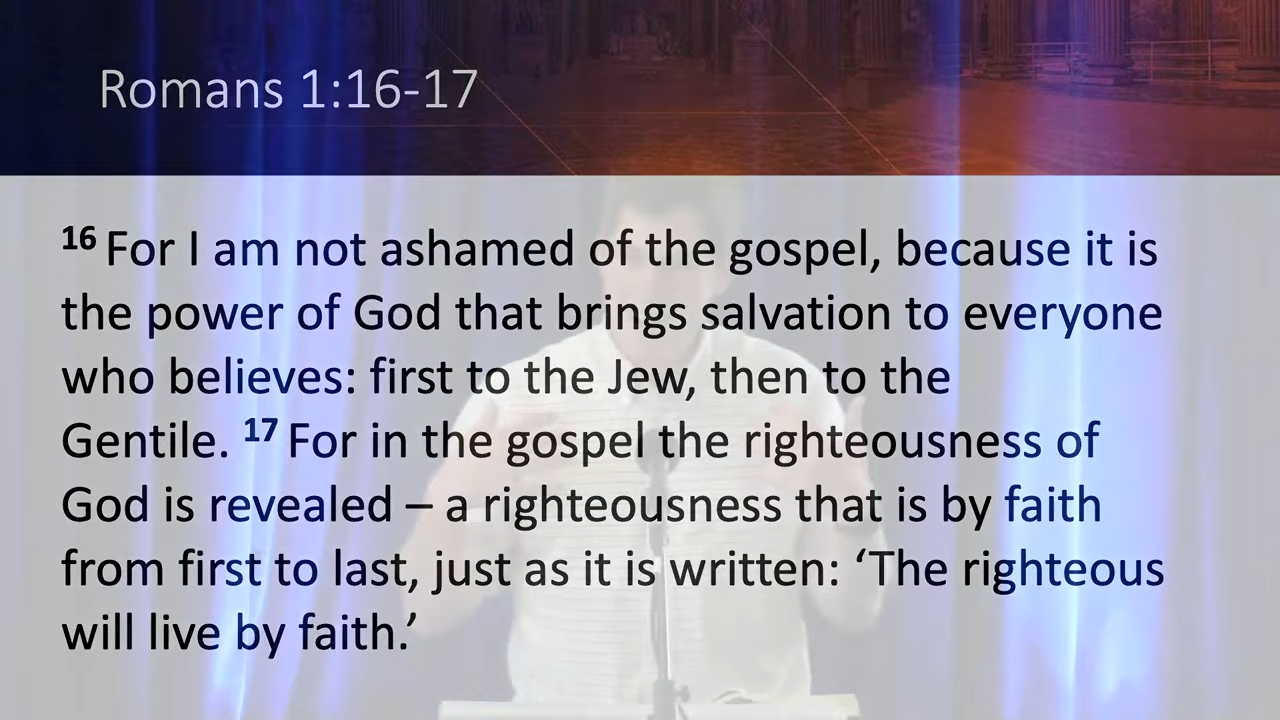 Romans 1:16-17
16 For I am not ashamed of the gospel, because it is
the power of God that brings salvation to everyone
who believes: first to the Jew, then to the
Gentile. 17 For in the gospel the righteousness of
God is revealed – a righteousness that is by faith
from first to last, just as it is written: ‘The righteous
will live by faith.’